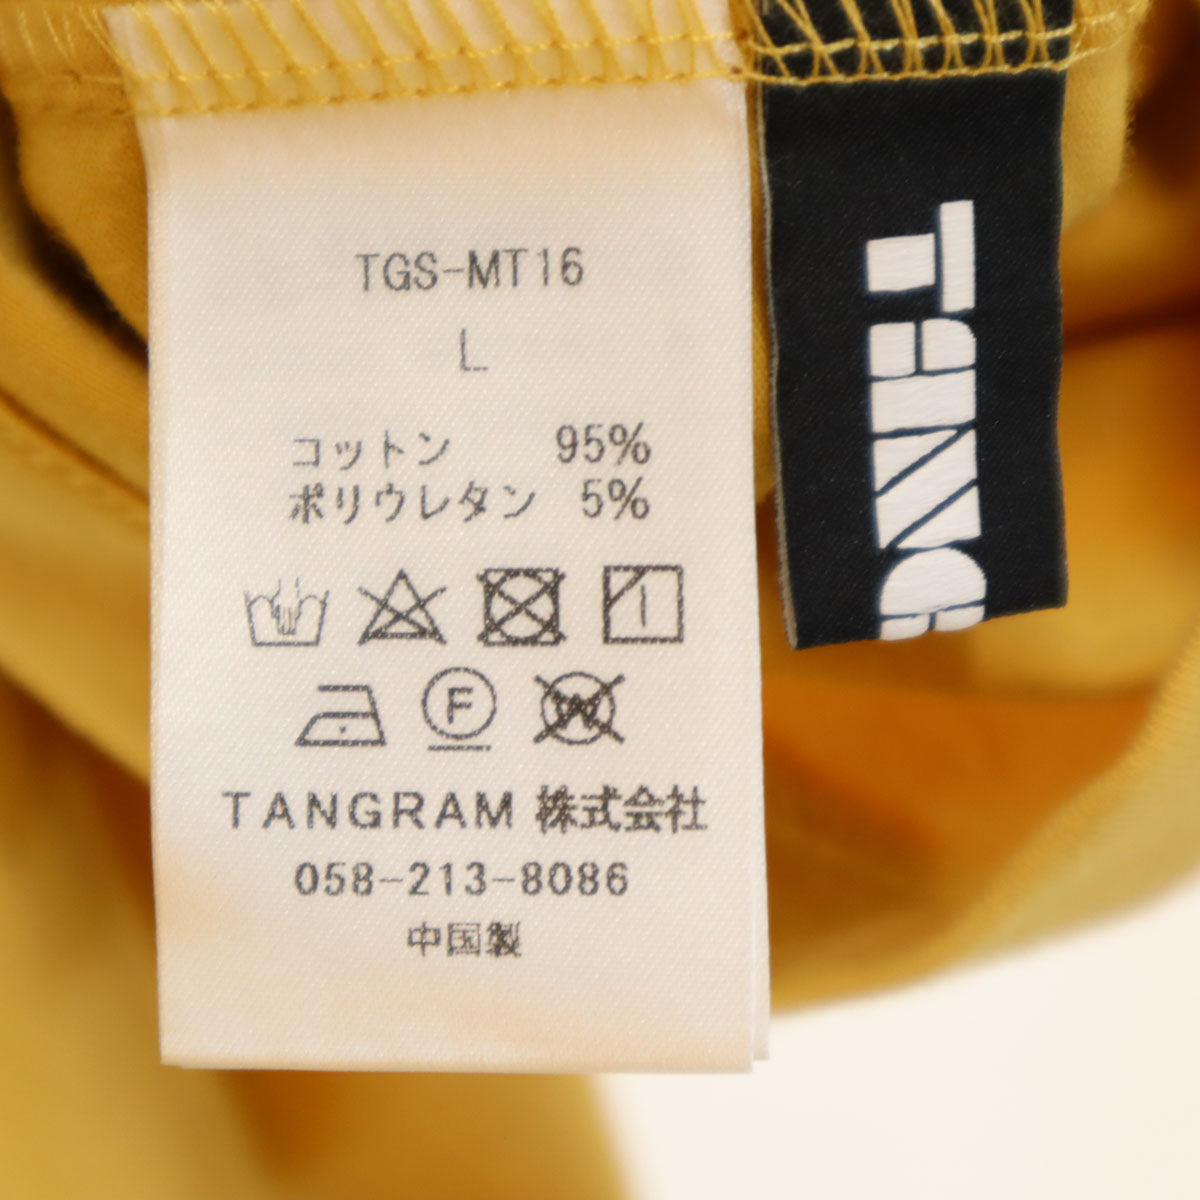 TGS-MT16
L
コットン 95%
ポリウレタン 5%
F
W
TANGRAM 株式会社
058-213-8086
中国製